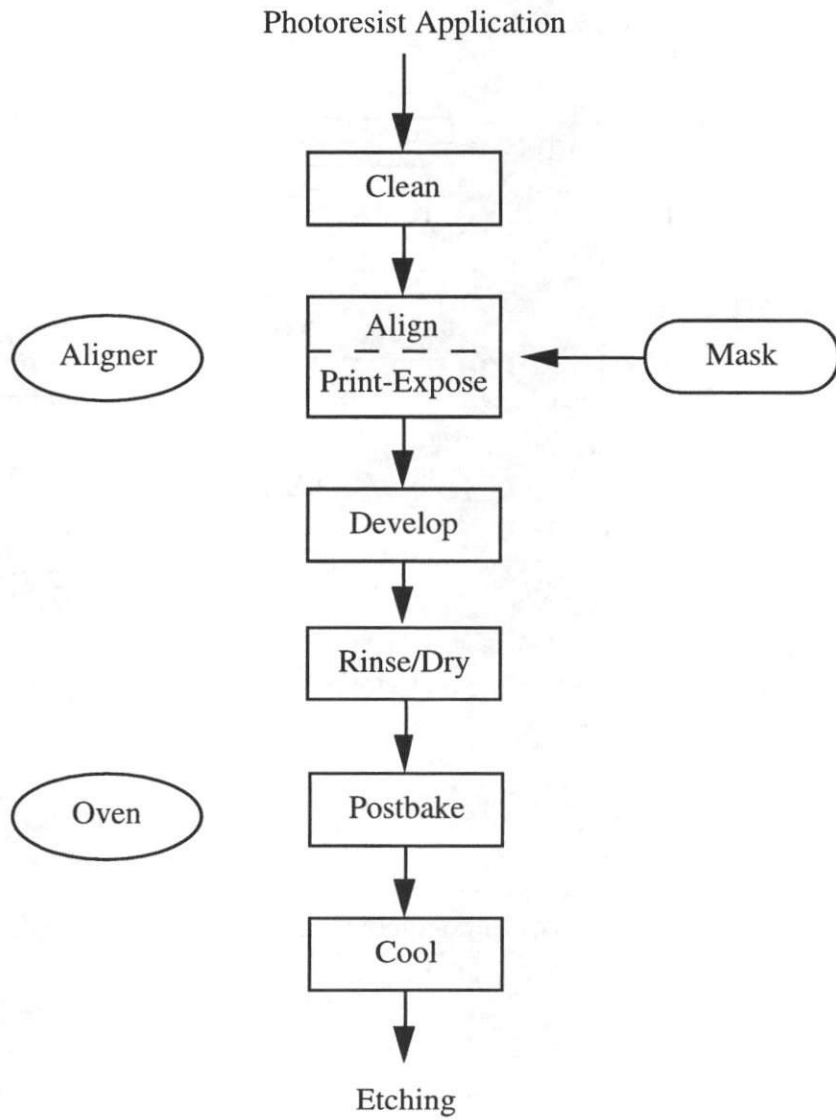 Photoresist Application
Clean
Align
Aligner
Mask
Print-Expose
Develop
Rinse/Dry
Oven
Postbake
Cool
Etching